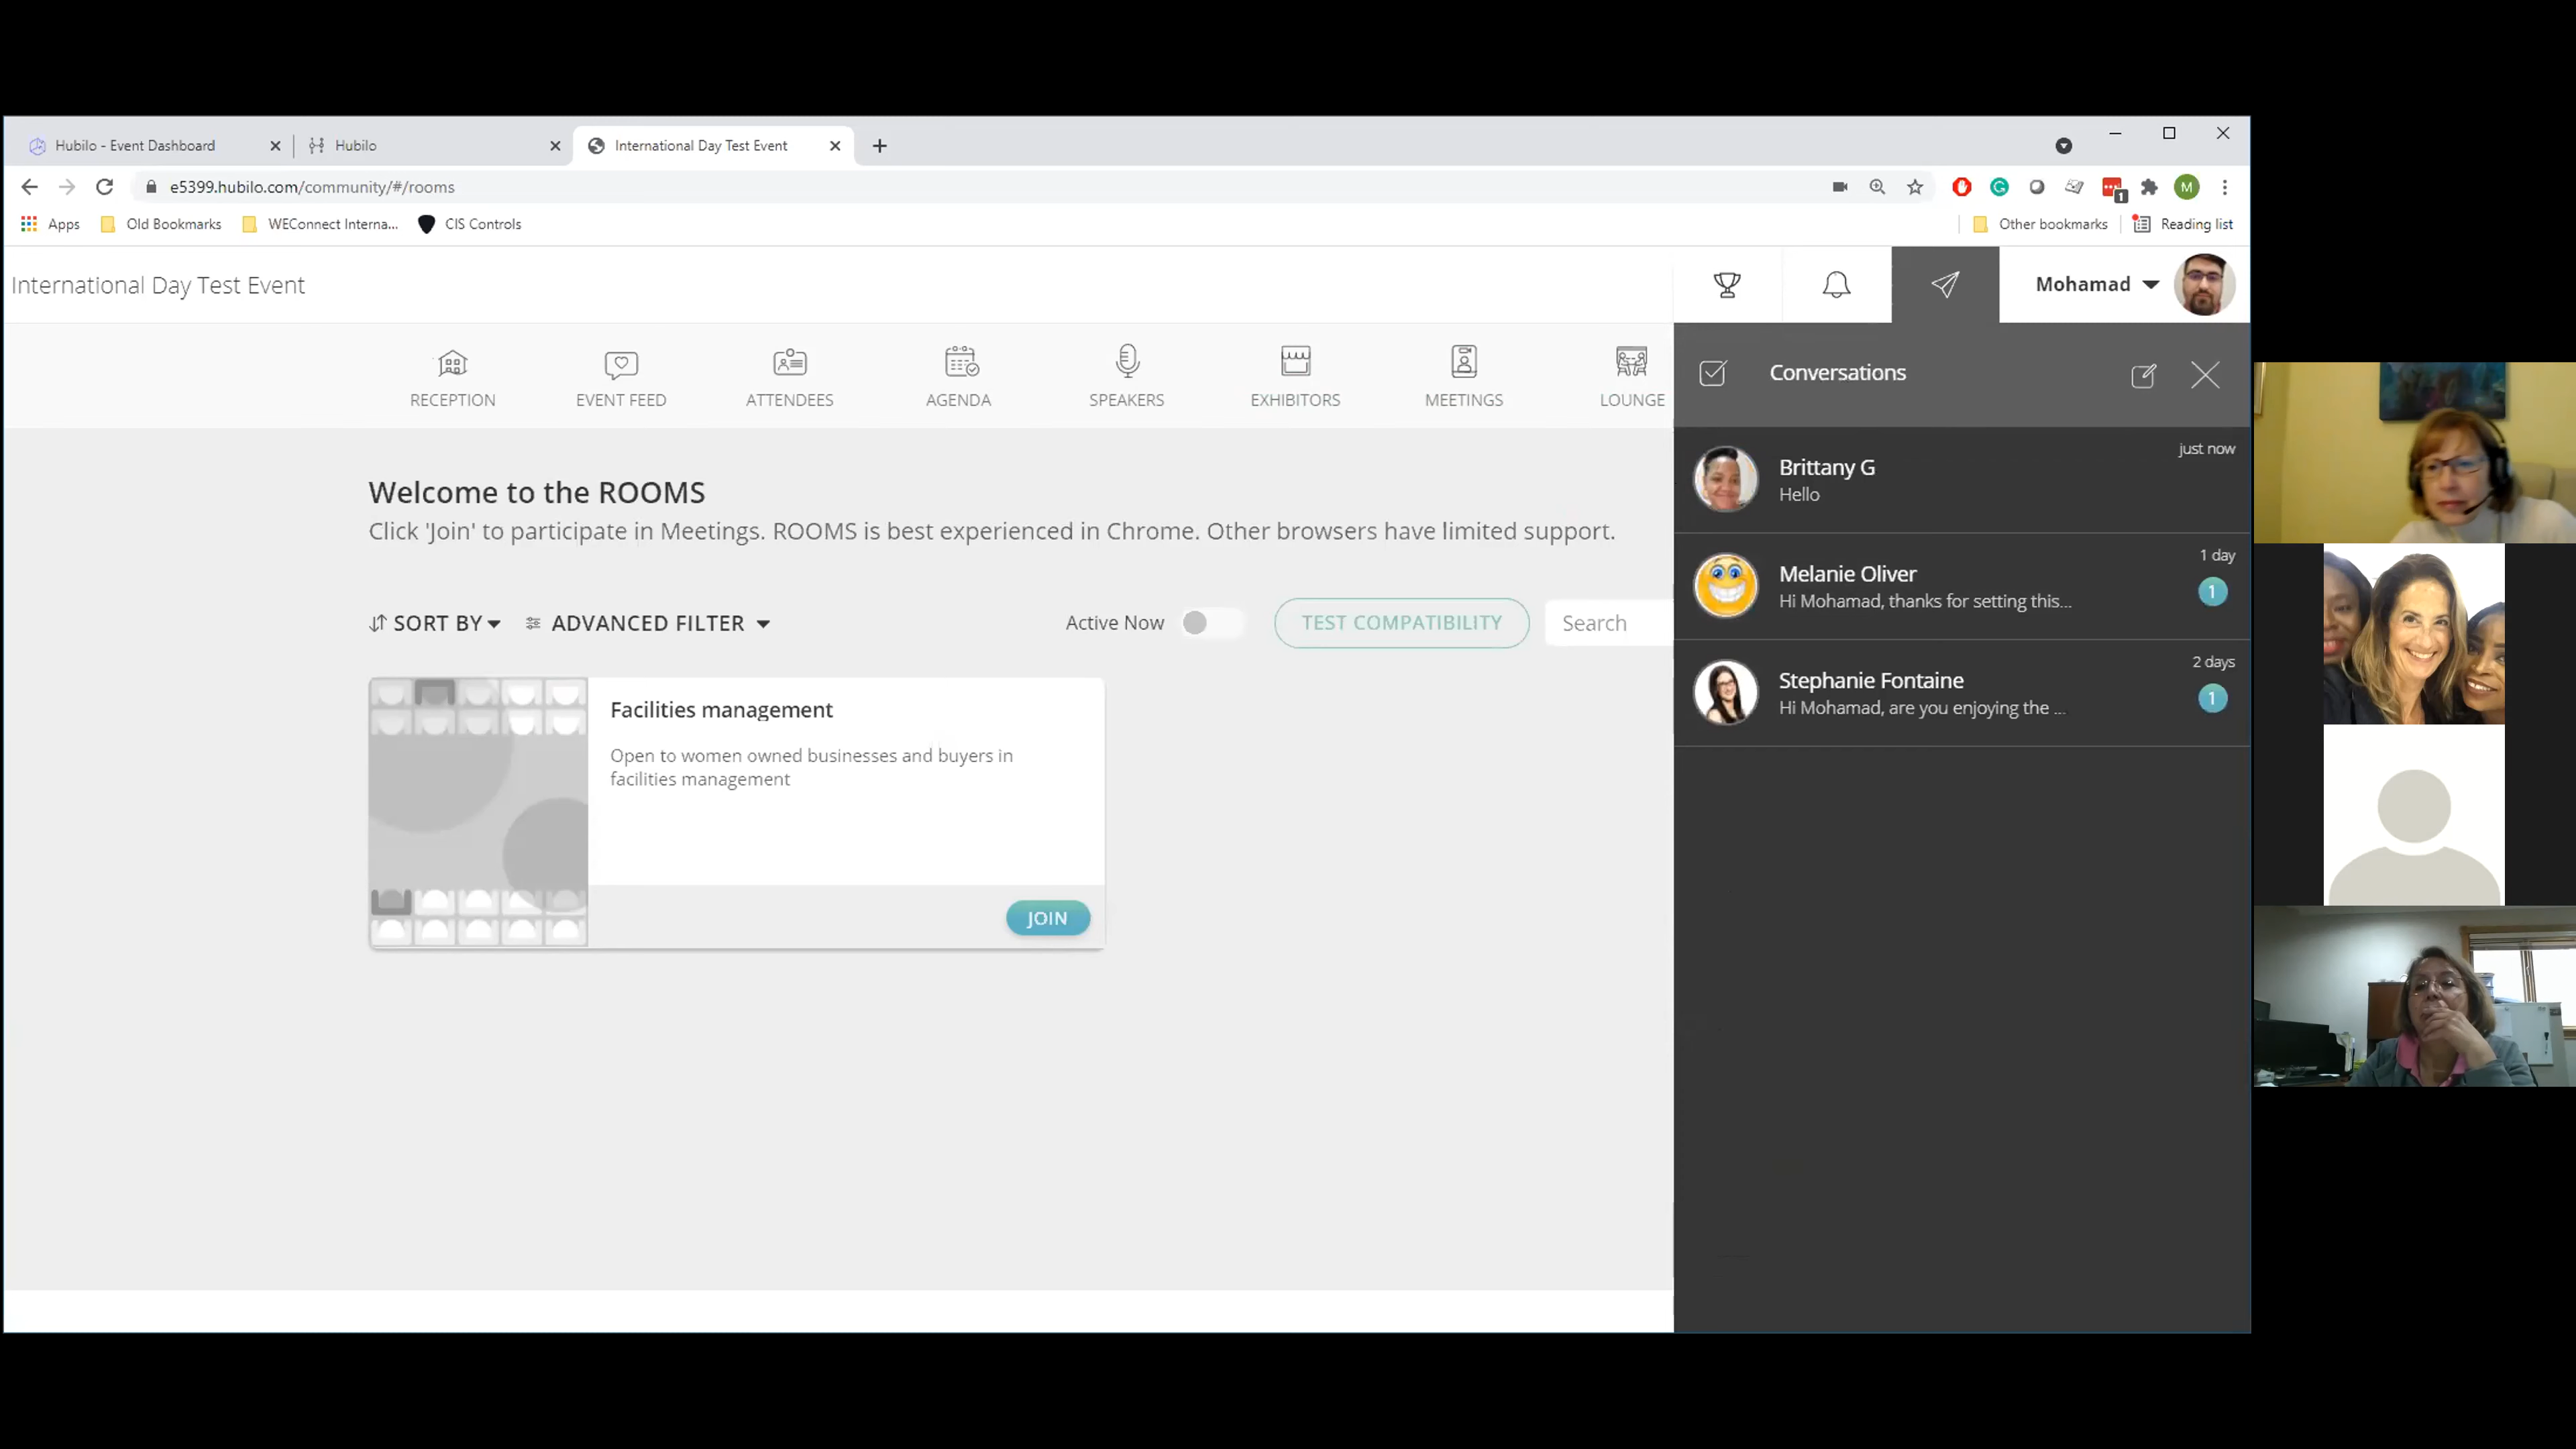 Hubilo - Event Dashboard
Hubilo
International Day Test Event
e5399.hubilo.com/community/#/rooms
1
M
Apps
Old Bookmarks
WEConnect Interna...
CIS Controls
Other bookmarks
Reading list
International Day Test Event
Mohamad
RECEPTION
EVENT FEED
ATTENDEES
AGENDA
SPEAKERS
EXHIBITORS
MEETINGS
LOUNGE
Conversations
Welcome to the ROOMS
Click 'Join' to participate in Meetings. ROOMS is best experienced in Chrome. Other browsers have limited support.
SORT BY
ADVANCED FILTER
Active Now
TEST COMPATIBILITY
Search
Facilities management
Open to women owned businesses and buyers in
facilities management
JOIN
Brittany G
just now
Hello
Melanie Oliver
1 day
Hi Mohamad, thanks for setting this...
1
Stephanie Fontaine
2 days
Hi Mohamad, are you enjoying the ...
1